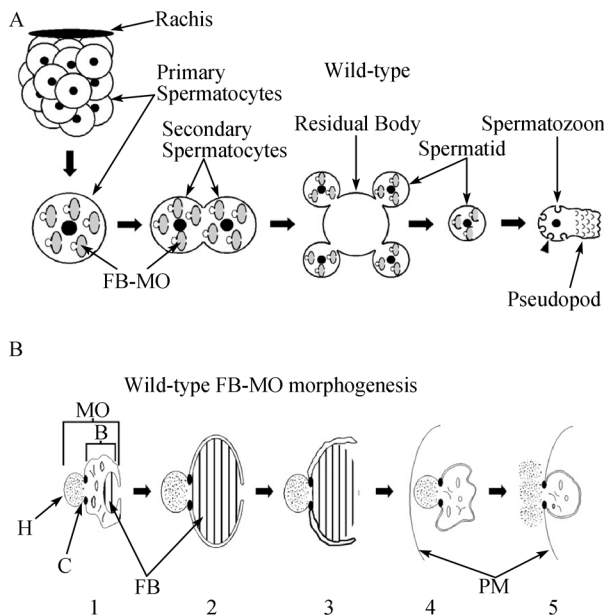 A
Rachis
Primary
Spermatocytes
Wild-type
Secondary
Spermatocytes
Residual Body
Spermatid
Spermatozoon
FB-MO
Pseudopod
B
Wild-type FB-MO morphogenesis
MO
B
H
C
FB
PM
1 2 3 4 5